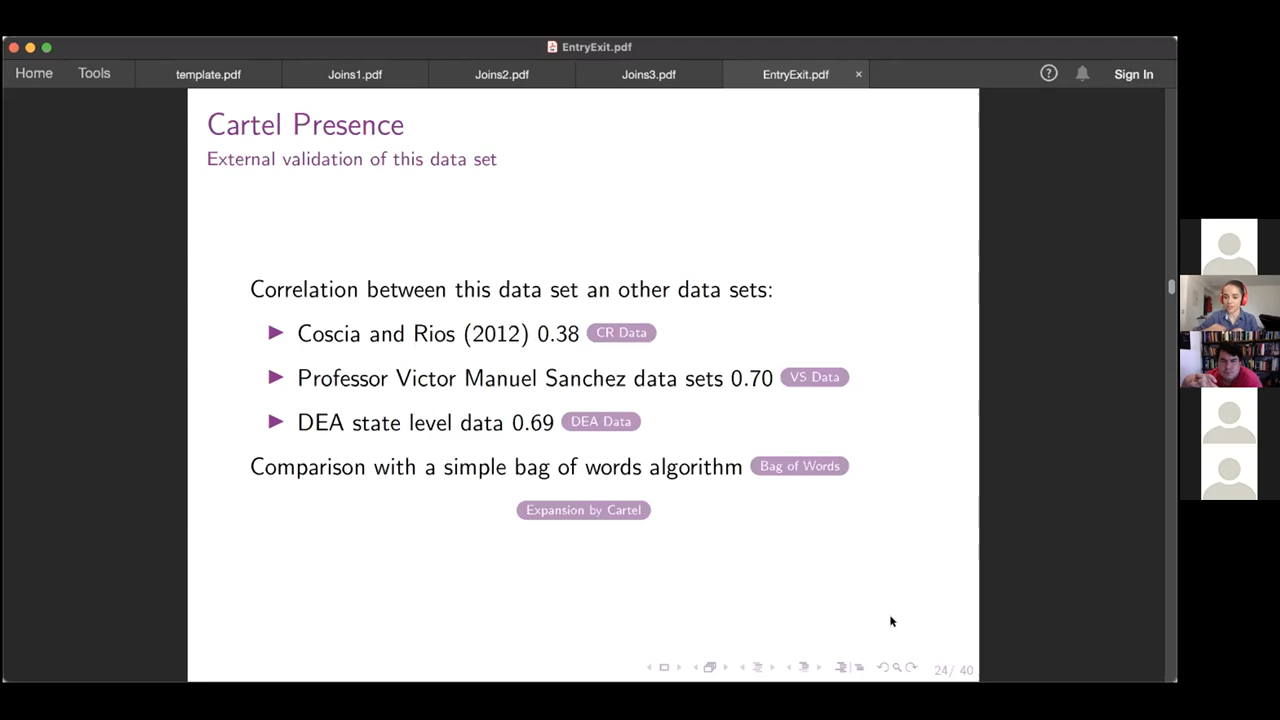 EntryExit.pdf
Home Tools template.pdf Joins1.pdf Joins2.pdf Joins3.pdf EntryExit.pdf × ? Sign In
Cartel Presence
External validation of this data set
Correlation between this data set an other data sets:
Coscia and Rios (2012) 0.38 CR Data
Professor Victor Manuel Sanchez data sets 0.70 VS Data
DEA state level data 0.69 DEA Data
Comparison with a simple bag of words algorithm Bag of Words
Expansion by Cartel
24/ 40